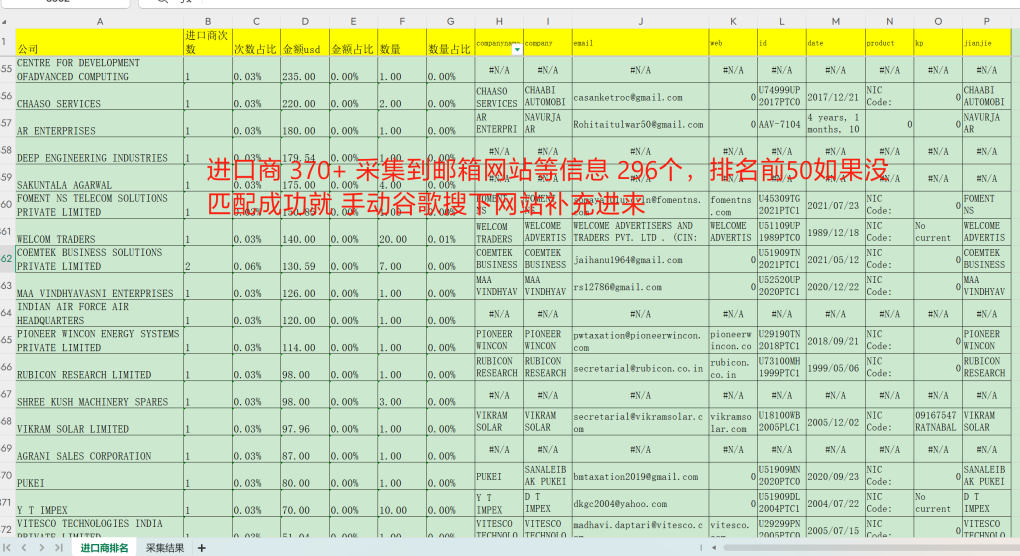 A B C D E F G H I J K L M N O P
1 公司 进口商次数 次数占比 金额usd 金额占比 数量 数量占比 companyname company email web id date product kp jianjie
55 CENTRE FOR DEVELOPMENT OFADVANCED COMPUTING 1 0.03% 235.00 0.00% 1.00 0.00% #N/A #N/A #N/A #N/A #N/A #N/A #N/A #N/A #N/A
56 CHAASO SERVICES 1 0.03% 220.00 0.00% 2.00 0.00% CHAASO SERVICES CHAABI AUTOMOBI casanketroc@gmail.com 0 U74999UP 2017PTC0 2017/12/21 NIC Code: 0 CHAABI AUTOMOBI
57 AR ENTERPRISES 1 0.03% 180.00 0.00% 1.00 0.00% AR ENTERPRI NAVURJA AR Rohitaitulwar50@gmail.com 0 AAV-7104 4 years, 1 months, 10 0 0 NAVURJA AR
58 DEEP ENGINEERING INDUSTRIES 1 0.03% 179.54 0.00% 1.00 0.00% #N/A #N/A #N/A #N/A #N/A #N/A #N/A #N/A #N/A
进口商 370+ 采集到邮箱网站等信息 296个，排名前50如果没
59 SAKUNTALA AGARWAL 1 0.03% 175.00 0.00% 4.00 0.00% #N/A #N/A
匹配成功就 手动谷歌搜下网站补充进来
60 FOMENT NS TELECOM SOLUTIONS PRIVATE LIMITED 1 0.03% 0.00% 0.00% FOMENT NS fomentns.com U45309TG 2021PTC1 2021/07/23 NIC Code: 0 FOMENT NS
361 WELCOM TRADERS 1 0.03% 140.00 0.00% 20.00 0.01% WELCOM TRADERS WELCOME ADVERTIS WELCOME ADVERTISERS AND TRADERS PVT. LTD . (CIN: WELCOME ADVERTIS U51109UP 1989PTC0 1989/12/18 NIC Code: No current WELCOME ADVERTIS
362 COEMTEK BUSINESS SOLUTIONS PRIVATE LIMITED 2 0.06% 130.59 0.00% 7.00 0.00% COEMTEK BUSINESS COEMTEK BUSINESS jaihanu1964@gmail.com 0 U51909TN 2021PTC1 2021/05/12 NIC Code: 0 COEMTEK BUSINESS
63 MAA VINDHYAVASNI ENTERPRISES 1 0.03% 126.00 0.00% 1.00 0.00% MAA VINDHYAV MAA VINDHYAV rs12786@gmail.com 0 U52520UP 2020PTC1 2020/12/22 NIC Code: 0 MAA VINDHYAV
64 INDIAN AIR FORCE AIR HEADQUARTERS 1 0.03% 120.00 0.00% 1.00 0.00% #N/A #N/A #N/A #N/A #N/A #N/A #N/A #N/A #N/A
65 PIONEER WINCON ENERGY SYSTEMS PRIVATE LIMITED 1 0.03% 114.00 0.00% 1.00 0.00% PIONEER WINCON PIONEER WINCON pwtaxation@pioneerwincon.com pioneerwincon.co U29190TN 2018PTC1 2018/09/21 NIC Code: 0 PIONEER WINCON
66 RUBICON RESEARCH LIMITED 1 0.03% 98.00 0.00% 1.00 0.00% RUBICON RESEARCH RUBICON RESEARCH secretarial@rubicon.co.in rubicon.co.in U73100MH 1999PTC1 1999/05/06 NIC Code: 0 RUBICON RESEARCH
67 SHREE KUSH MACHINERY SPARES 1 0.03% 98.00 0.00% 3.00 0.00% #N/A #N/A #N/A #N/A #N/A #N/A #N/A #N/A #N/A
68 VIKRAM SOLAR LIMITED 1 0.03% 97.96 0.00% 1.00 0.00% VIKRAM SOLAR VIKRAM SOLAR secretarial@vikramsolar.com vikramsolar.com U18100WB 2005PLC1 2005/12/02 NIC Code: 09167547 RATNABAL VIKRAM SOLAR
69 AGRANI SALES CORPORATION 1 0.03% 87.00 0.00% 1.00 0.00% #N/A #N/A #N/A #N/A #N/A #N/A #N/A #N/A #N/A
70 PUKEI 1 0.03% 80.00 0.00% 1.00 0.00% PUKEI SANALEIBAK PUKEI bmtaxation2019@gmail.com 0 U51909MN 2020PTC0 2020/09/23 NIC Code: 0 SANALEIBAK PUKEI
371 Y T IMPEX 1 0.03% 70.00 0.00% 10.00 0.00% Y T IMPEX D T IMPEX dkgc2004@yahoo.com 0 U51909DL 2004PTC1 2004/07/22 NIC Code: No current D T IMPEX
72 VITESCO TECHNOLOGIES INDIA PRIVATE LIMITED 1 0.03% 51.04 0.00% 1.00 0.00% VITESCO TECHNOLO VITESCO TECHNOLO madhavi.daptari@vitesco.c vitesco. U29299PN 2005/07/15 NIC Code: 0 VITESCO TECHNOLO
进口商排名 采集结果 +